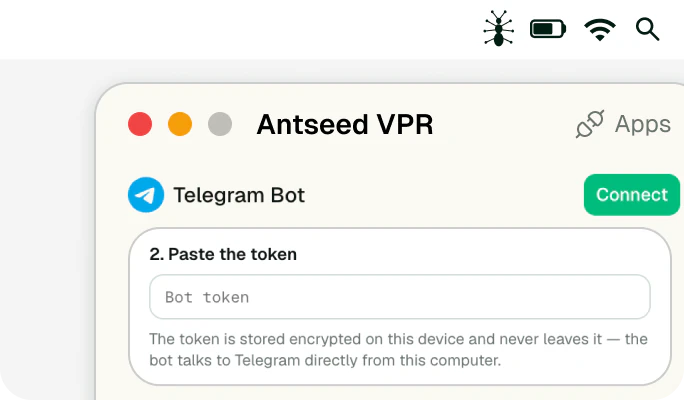 Antseed VPR
Apps
Telegram Bot
Connect
2. Paste the token
Bot token
The token is stored encrypted on this device and never leaves it — the
bot talks to Telegram directly from this computer.